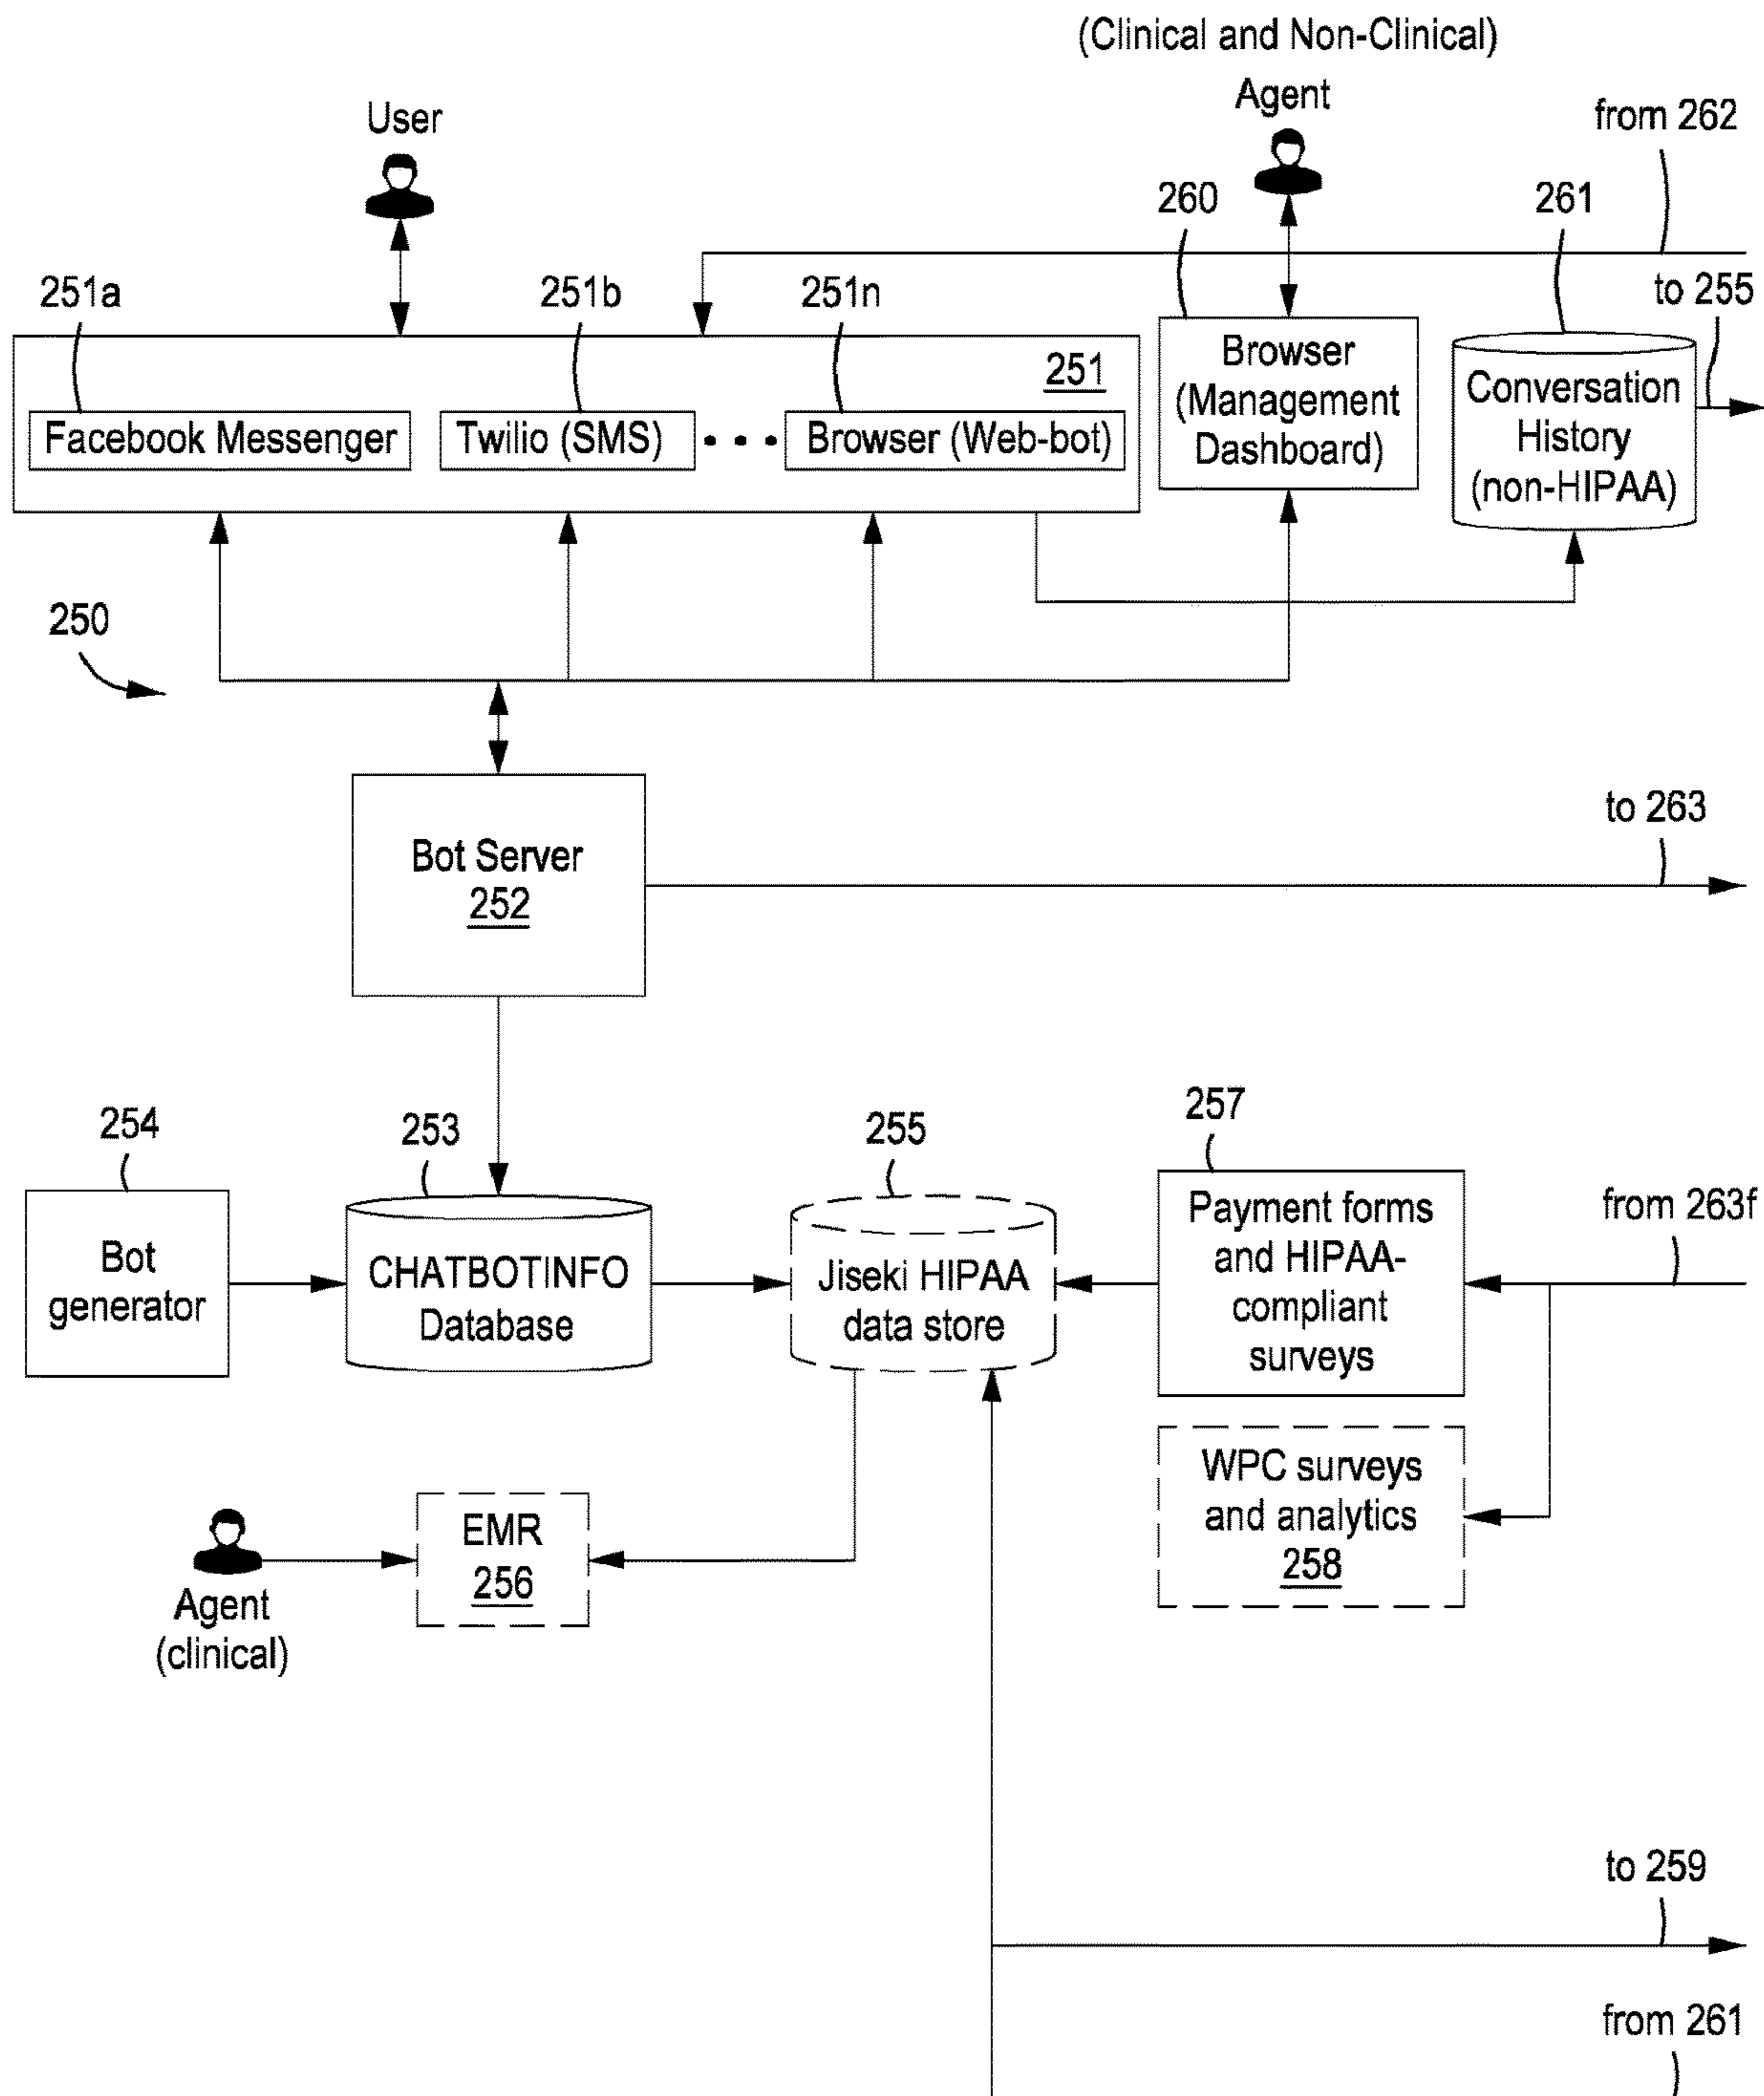 (Clinical and Non-Clinical)
Agent
User
from 262
260
261
to 255
251a
251b
251n
251
Facebook Messenger
Twilio (SMS)
Browser (Web-bot)
Browser
(Management
Dashboard)
Conversation
History
(non-HIPAA)
250
to 263
Bot Server
252
254
253
255
257
Bot
generator
CHATBOTINFO
Database
Jiseki HIPAA
data store
Payment forms
and HIPAA-
compliant
surveys
from 263f
WPC surveys
and analytics
258
EMR
256
Agent
(clinical)
to 259
from 261